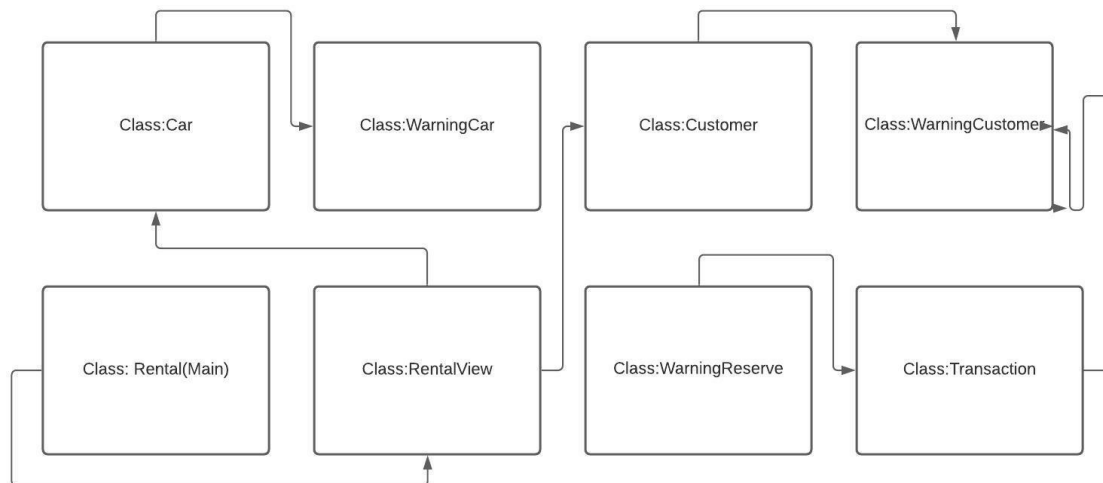 Class:Car
Class:WarningCar
Class:Customer
Class:WarningCustomer
Class: Rental(Main)
Class:RentalView
Class:WarningReserve
Class:Transaction